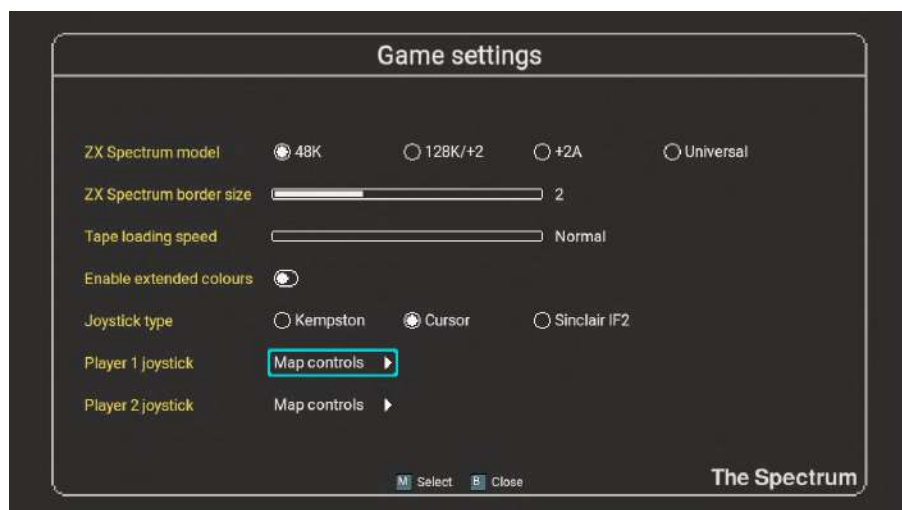 Game settings
ZX Spectrum model 48K 128K/+2 +2A Universal
ZX Spectrum border size 2
Tape loading speed Normal
Enable extended colours
Joystick type Kempston Cursor Sinclair IF2
Player 1 joystick Map controls
Player 2 joystick Map controls
M Select B Close
The Spectrum